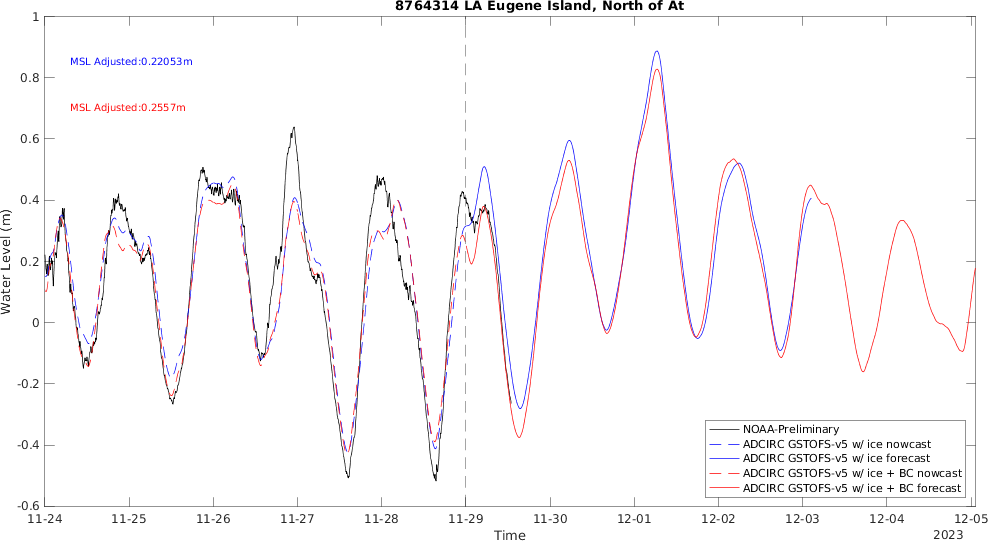 8764314 LA Eugene Island, North of At
MSL Adjusted:0.22053m
MSL Adjusted:0.2557m
Water Level (m)
1
0.8
0.6
0.4
0.2
0
-0.2
-0.4
-0.6
NOAA-Preliminary
ADCIRC GSTOFS-v5 w/ ice nowcast
ADCIRC GSTOFS-v5 w/ ice forecast
ADCIRC GSTOFS-v5 w/ ice + BC nowcast
ADCIRC GSTOFS-v5 w/ ice + BC forecast
11-24 11-25 11-26 11-27 11-28 11-29 11-30 12-01 12-02 12-03 12-04 12-05
Time
2023